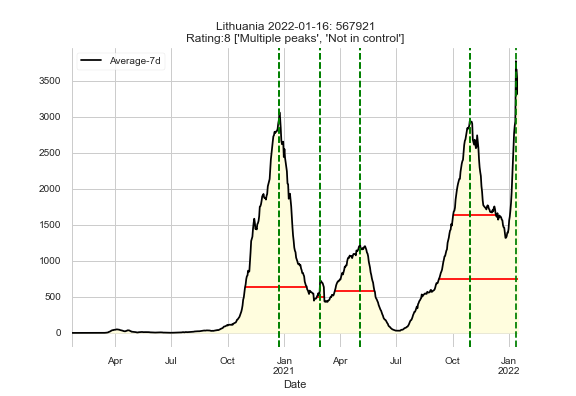 Lithuania 2022-01-16: 567921
Rating:8 ['Multiple peaks', 'Not in control']
Average-7d
3500
3000
2500
2000
1500
1000
500
0
Apr Jul Oct Jan Apr Jul Oct Jan
2021 2022
Date